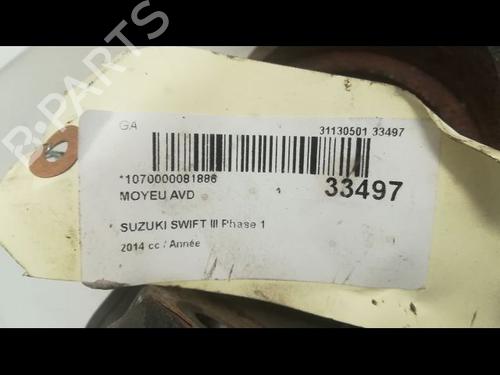 B-PARTS
GA
31130501 33497
*1070000081886
33497
MOYEU AVD
SUZUKI SWIFT III Phase 1
2014 cc / Année